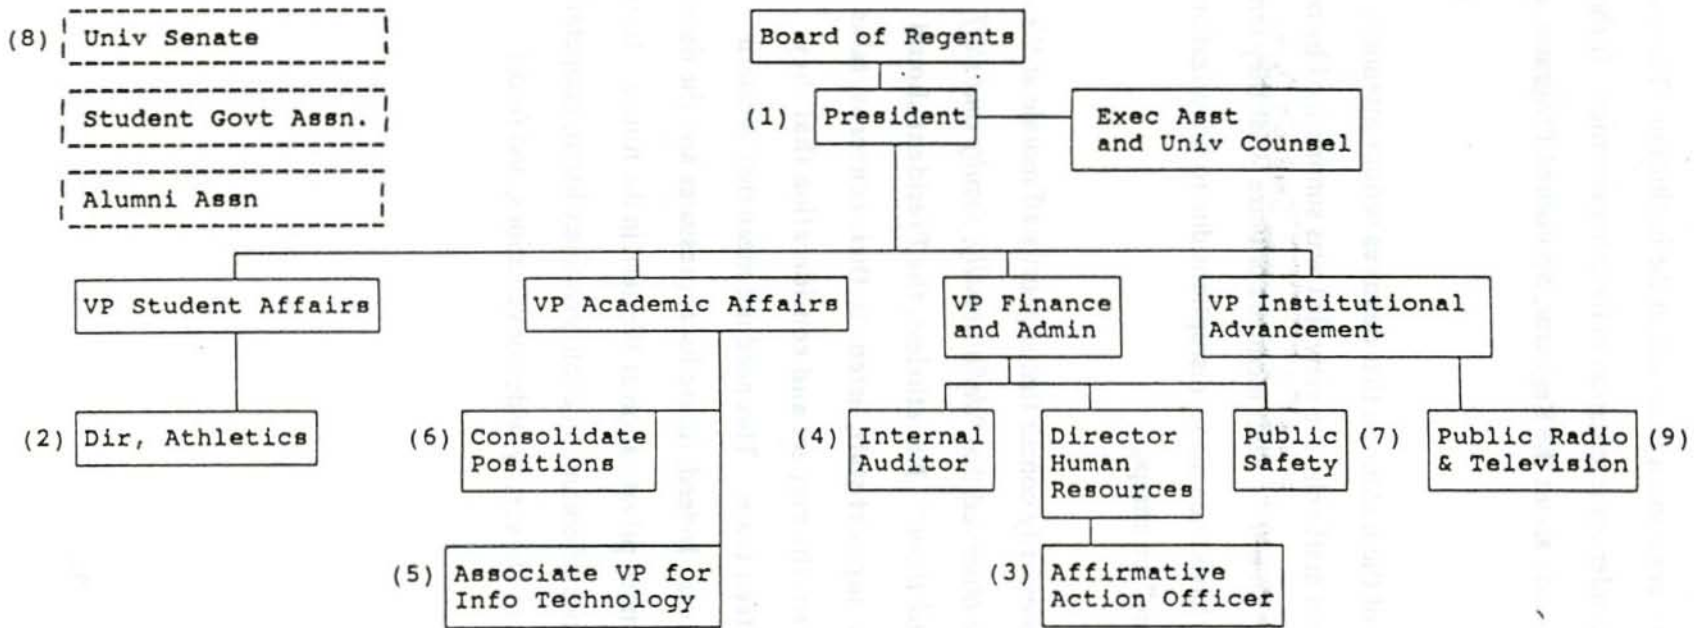 (8) Univ Senate
Student Govt Assn.
Alumni Assn
Board of Regents
(1) President
Exec Asst
and Univ Counsel
VP Student Affairs
VP Academic Affairs
VP Finance
and Admin
VP Institutional
Advancement
(2) Dir, Athletics
(6) Consolidate
Positions
(4) Internal
Auditor
Director
Human
Resources
Public (7)
Safety
Public Radio (9)
& Television
(5) Associate VP for
Info Technology
(3) Affirmative
Action Officer